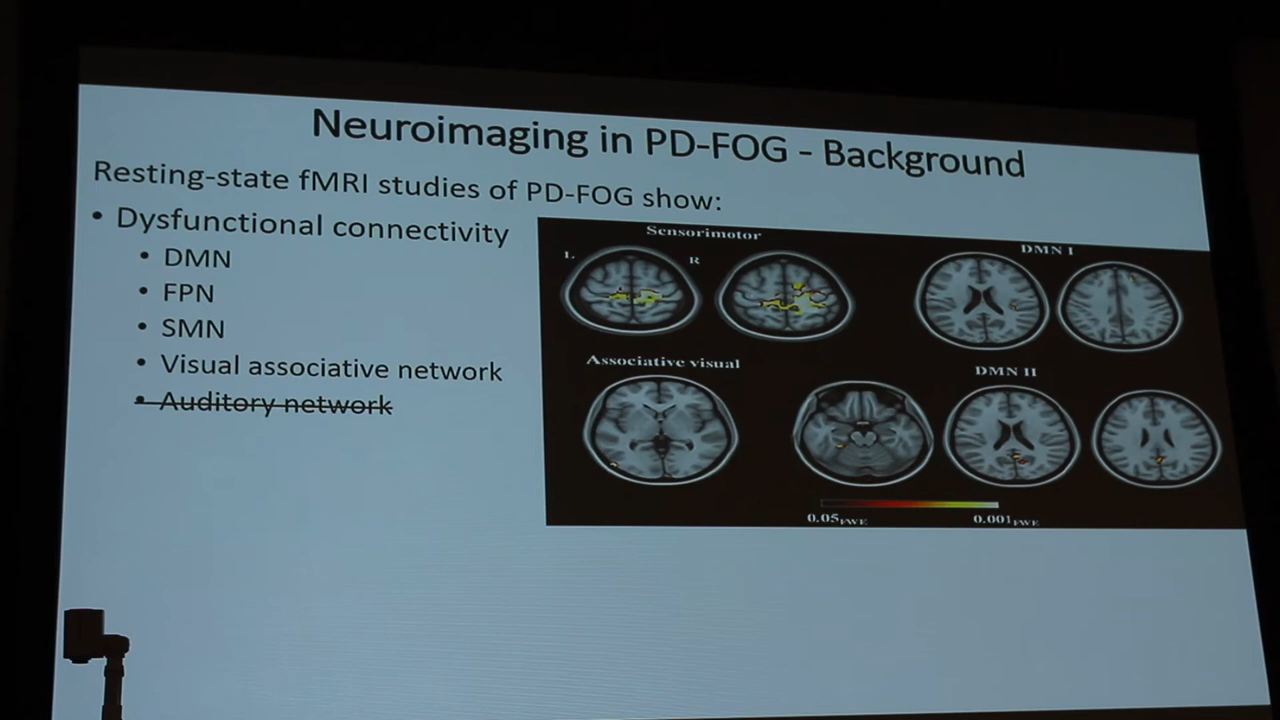 Neuroimaging in PD-FOG - Background
Resting-state fMRI studies of PD-FOG show:
• Dysfunctional connectivity
• DMN
• FPN
• SMN
• Visual associative network
• Auditory network
Sensorimotor
L R
DMN I
Associative visual
DMN II
0.05FWE 0.001FWE